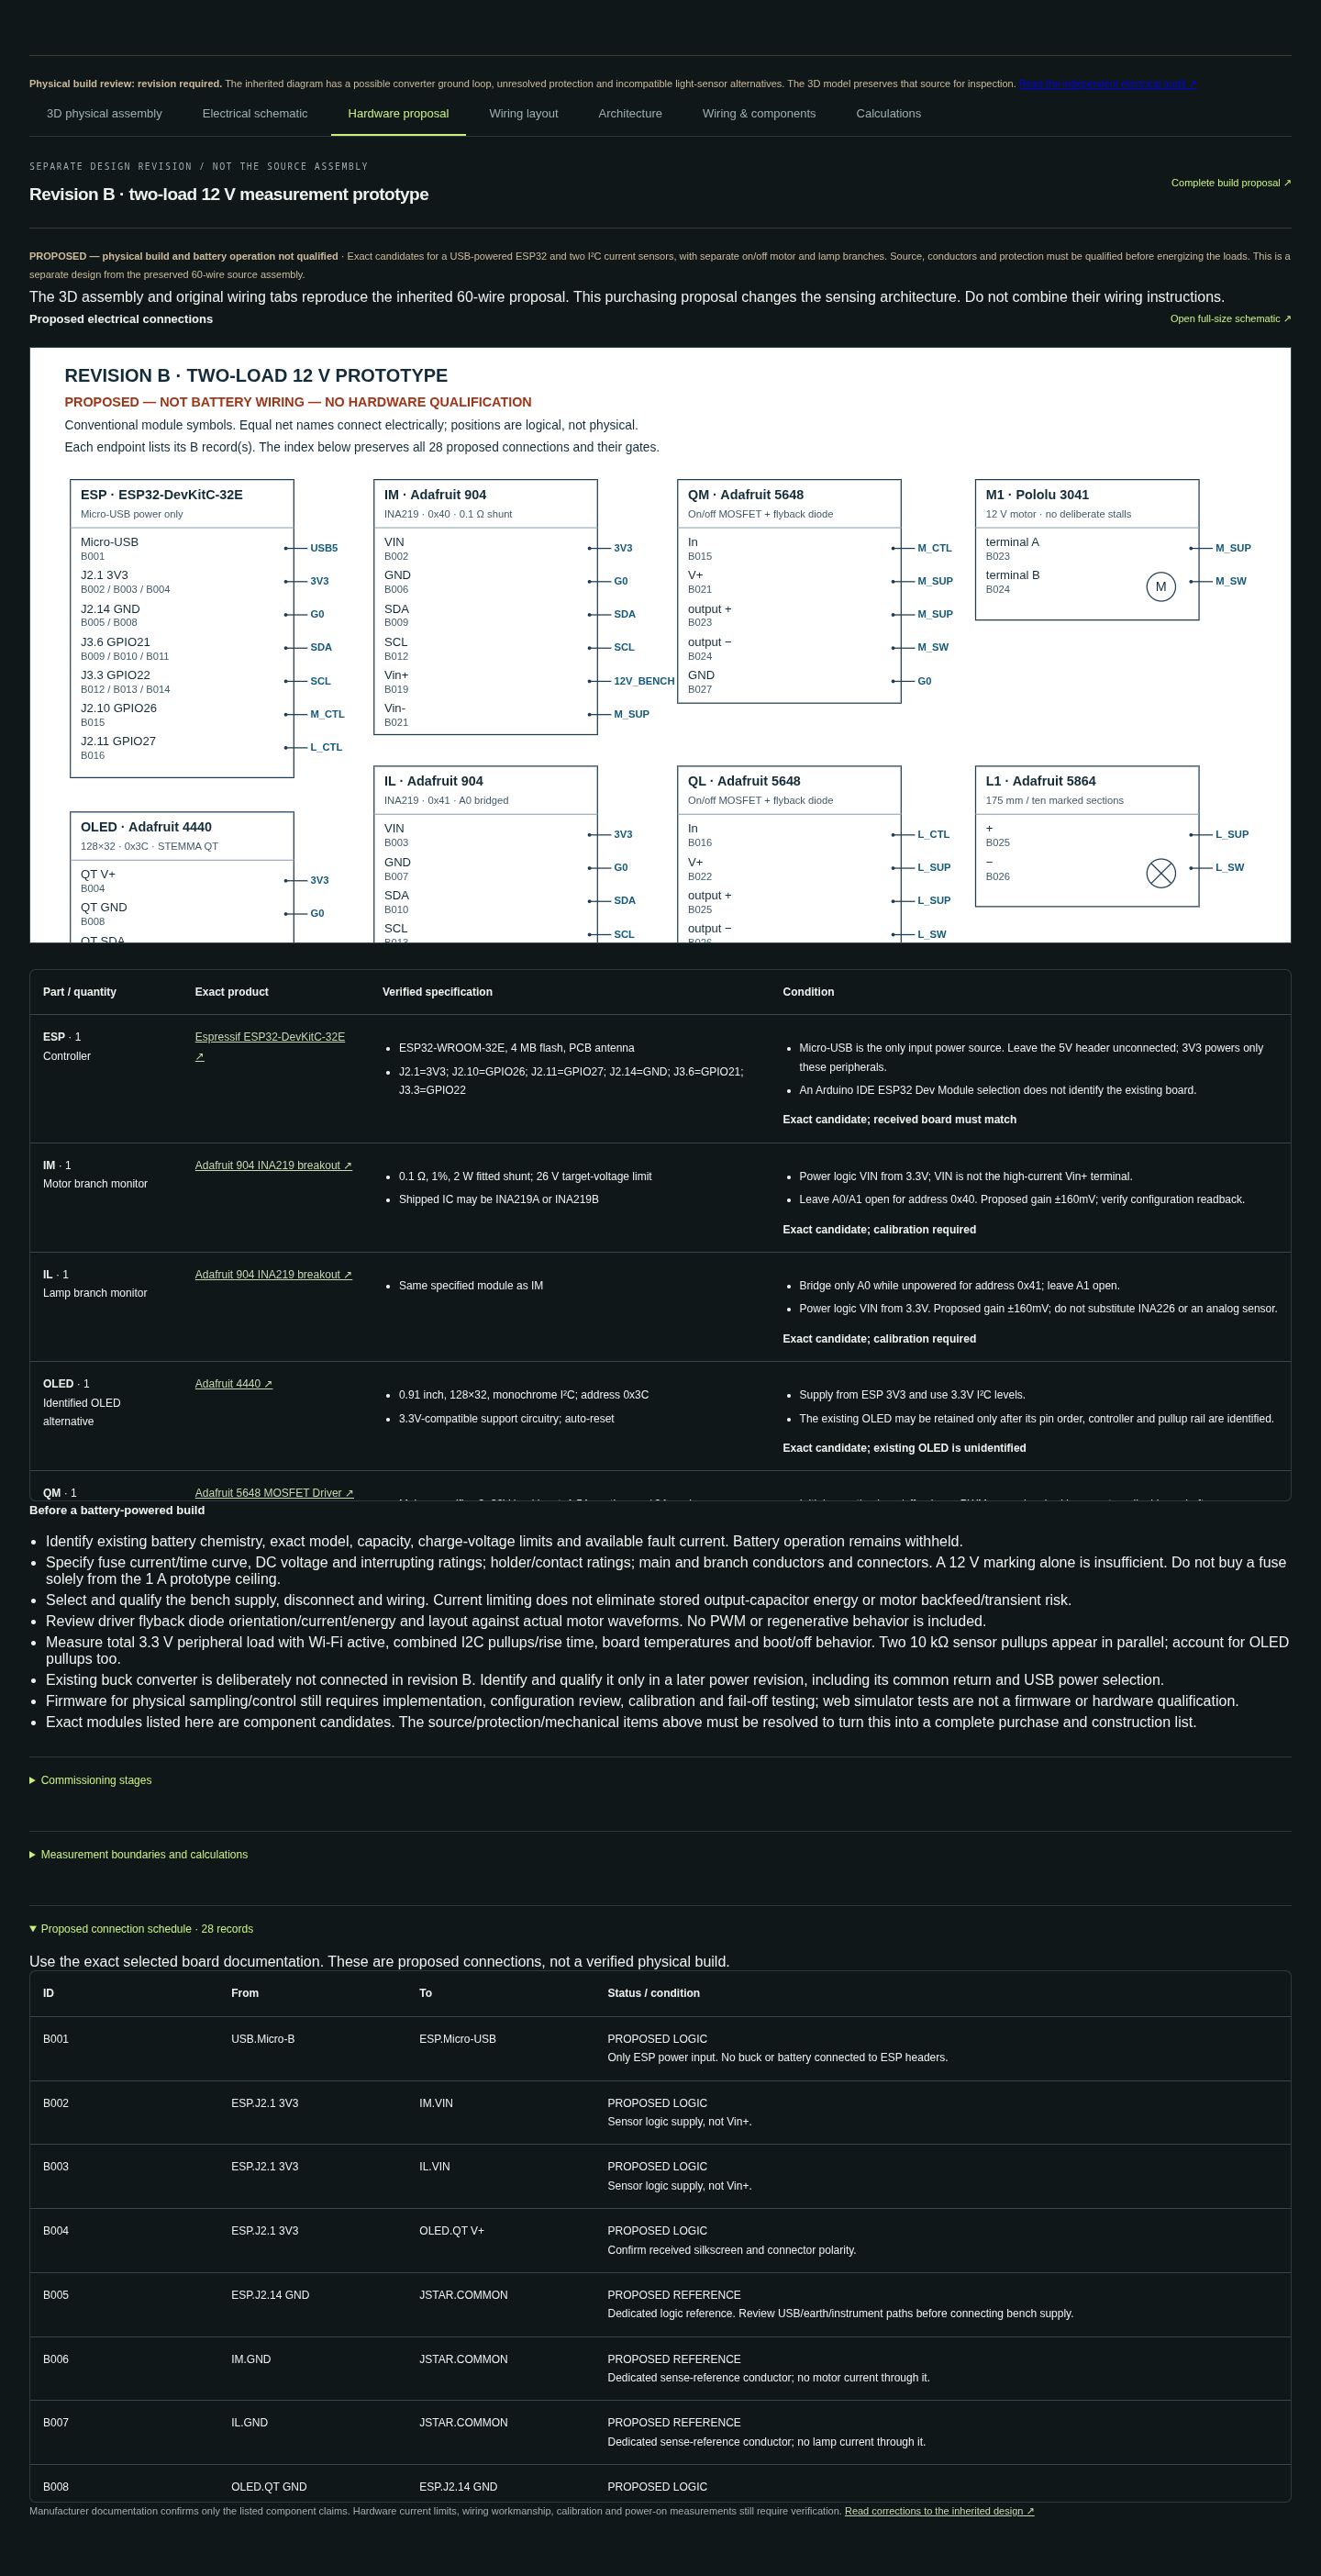 Physical build review: revision required. The inherited diagram has a possible converter ground loop, unresolved protection and incompatible light-sensor alternatives. The 3D model preserves that source for inspection. Read the independent electrical audit ↗
3D physical assembly Electrical schematic Hardware proposal Wiring layout Architecture Wiring & components Calculations
SEPARATE DESIGN REVISION / NOT THE SOURCE ASSEMBLY
Revision B · two-load 12 V measurement prototype
Complete build proposal ↗
PROPOSED — physical build and battery operation not qualified · Exact candidates for a USB-powered ESP32 and two I²C current sensors, with separate on/off motor and lamp branches. Source, conductors and protection must be qualified before energizing the loads. This is a
separate design from the preserved 60-wire source assembly.
The 3D assembly and original wiring tabs reproduce the inherited 60-wire proposal. This purchasing proposal changes the sensing architecture. Do not combine their wiring instructions.
Proposed electrical connections
Open full-size schematic ↗
REVISION B · TWO-LOAD 12 V PROTOTYPE
PROPOSED — NOT BATTERY WIRING — NO HARDWARE QUALIFICATION
Conventional module symbols. Equal net names connect electrically; positions are logical, not physical.
Each endpoint lists its B record(s). The index below preserves all 28 proposed connections and their gates.
ESP · ESP32-DevKitC-32E
Micro-USB power only
Micro-USB
B001
USB5
J2.1 3V3
B002 / B003 / B004
3V3
J2.14 GND
B005 / B008
G0
J3.6 GPIO21
B009 / B010 / B011
SDA
J3.3 GPIO22
B012 / B013 / B014
SCL
J2.10 GPIO26
B015
M_CTL
J2.11 GPIO27
B016
L_CTL
IM · Adafruit 904
INA219 · 0x40 · 0.1 Ω shunt
VIN
B002
3V3
GND
B006
G0
SDA
B009
SDA
SCL
B012
SCL
Vin+
B019
12V_BENCH
Vin-
B021
M_SUP
QM · Adafruit 5648
On/off MOSFET + flyback diode
In
B015
M_CTL
V+
B021
M_SUP
output +
B023
M_SUP
output −
B024
M_SW
GND
B027
G0
M1 · Pololu 3041
12 V motor · no deliberate stalls
terminal A
B023
M_SUP
terminal B
B024
M_SW
M
OLED · Adafruit 4440
128×32 · 0x3C · STEMMA QT
QT V+
B004
3V3
QT GND
B008
G0
QT SDA
IL · Adafruit 904
INA219 · 0x41 · A0 bridged
VIN
B003
3V3
GND
B007
G0
SDA
B010
SDA
SCL
B013
SCL
QL · Adafruit 5648
On/off MOSFET + flyback diode
In
B016
L_CTL
V+
B022
L_SUP
output +
B025
L_SUP
output −
B026
L_SW
L1 · Adafruit 5864
175 mm / ten marked sections
+
B025
L_SUP
−
B026
L_SW
Part / quantity Exact product Verified specification Condition
ESP · 1
Controller
Espressif ESP32-DevKitC-32E
↗
• ESP32-WROOM-32E, 4 MB flash, PCB antenna
• J2.1=3V3; J2.10=GPIO26; J2.11=GPIO27; J2.14=GND; J3.6=GPIO21;
J3.3=GPIO22
• Micro-USB is the only input power source. Leave the 5V header unconnected; 3V3 powers only
these peripherals.
• An Arduino IDE ESP32 Dev Module selection does not identify the existing board.
Exact candidate; received board must match
IM · 1
Motor branch monitor
Adafruit 904 INA219 breakout ↗
• 0.1 Ω, 1%, 2 W fitted shunt; 26 V target-voltage limit
• Shipped IC may be INA219A or INA219B
• Power logic VIN from 3.3V; VIN is not the high-current Vin+ terminal.
• Leave A0/A1 open for address 0x40. Proposed gain ±160mV; verify configuration readback.
Exact candidate; calibration required
IL · 1
Lamp branch monitor
Adafruit 904 INA219 breakout ↗
• Same specified module as IM
• Bridge only A0 while unpowered for address 0x41; leave A1 open.
• Power logic VIN from 3.3V. Proposed gain ±160mV; do not substitute INA226 or an analog sensor.
Exact candidate; calibration required
OLED · 1
Identified OLED
alternative
Adafruit 4440 ↗
• 0.91 inch, 128×32, monochrome I²C; address 0x3C
• 3.3V-compatible support circuitry; auto-reset
• Supply from ESP 3V3 and use 3.3V I²C levels.
• The existing OLED may be retained only after its pin order, controller and pullup rail are identified.
Exact candidate; existing OLED is unidentified
QM · 1
Adafruit 5648 MOSFET Driver ↗
Before a battery-powered build
• Identify existing battery chemistry, exact model, capacity, charge-voltage limits and available fault current. Battery operation remains withheld.
• Specify fuse current/time curve, DC voltage and interrupting ratings; holder/contact ratings; main and branch conductors and connectors. A 12 V marking alone is insufficient. Do not buy a fuse
solely from the 1 A prototype ceiling.
• Select and qualify the bench supply, disconnect and wiring. Current limiting does not eliminate stored output-capacitor energy or motor backfeed/transient risk.
• Review driver flyback diode orientation/current/energy and layout against actual motor waveforms. No PWM or regenerative behavior is included.
• Measure total 3.3 V peripheral load with Wi-Fi active, combined I2C pullups/rise time, board temperatures and boot/off behavior. Two 10 kΩ sensor pullups appear in parallel; account for OLED
pullups too.
• Existing buck converter is deliberately not connected in revision B. Identify and qualify it only in a later power revision, including its common return and USB power selection.
• Firmware for physical sampling/control still requires implementation, configuration review, calibration and fail-off testing; web simulator tests are not a firmware or hardware qualification.
• Exact modules listed here are component candidates. The source/protection/mechanical items above must be resolved to turn this into a complete purchase and construction list.
▶ Commissioning stages
▶ Measurement boundaries and calculations
▼ Proposed connection schedule · 28 records
Use the exact selected board documentation. These are proposed connections, not a verified physical build.
ID From To Status / condition
B001 USB.Micro-B ESP.Micro-USB PROPOSED LOGIC
Only ESP power input. No buck or battery connected to ESP headers.
B002 ESP.J2.1 3V3 IM.VIN PROPOSED LOGIC
Sensor logic supply, not Vin+.
B003 ESP.J2.1 3V3 IL.VIN PROPOSED LOGIC
Sensor logic supply, not Vin+.
B004 ESP.J2.1 3V3 OLED.QT V+ PROPOSED LOGIC
Confirm received silkscreen and connector polarity.
B005 ESP.J2.14 GND JSTAR.COMMON PROPOSED REFERENCE
Dedicated logic reference. Review USB/earth/instrument paths before connecting bench supply.
B006 IM.GND JSTAR.COMMON PROPOSED REFERENCE
Dedicated sense-reference conductor; no motor current through it.
B007 IL.GND JSTAR.COMMON PROPOSED REFERENCE
Dedicated sense-reference conductor; no lamp current through it.
B008 OLED.QT GND ESP.J2.14 GND PROPOSED LOGIC
Manufacturer documentation confirms only the listed component claims. Hardware current limits, wiring workmanship, calibration and power-on measurements still require verification. Read corrections to the inherited design ↗